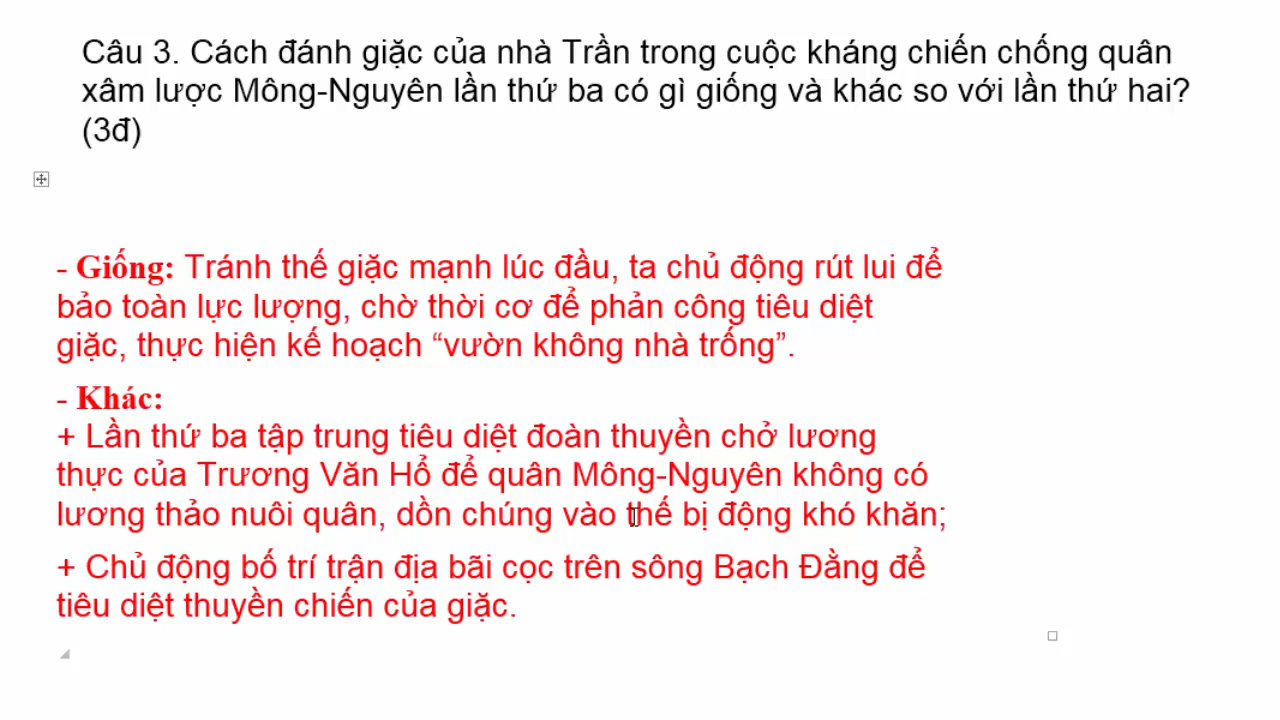 Câu 3. Cách đánh giặc của nhà Trần trong cuộc kháng chiến chống quân
xâm lược Mông-Nguyên lần thứ ba có gì giống và khác so với lần thứ hai?
(3đ)
- Giống: Tránh thế giặc mạnh lúc đầu, ta chủ động rút lui để
bảo toàn lực lượng, chờ thời cơ để phản công tiêu diệt
giặc, thực hiện kế hoạch “vườn không nhà trống”.
- Khác:
+ Lần thứ ba tập trung tiêu diệt đoàn thuyền chở lương
thực của Trương Văn Hổ để quân Mông-Nguyên không có
lương thảo nuôi quân, dồn chúng vào thế bị động khó khăn;
+ Chủ động bố trí trận địa bãi cọc trên sông Bạch Đằng để
tiêu diệt thuyền chiến của giặc.